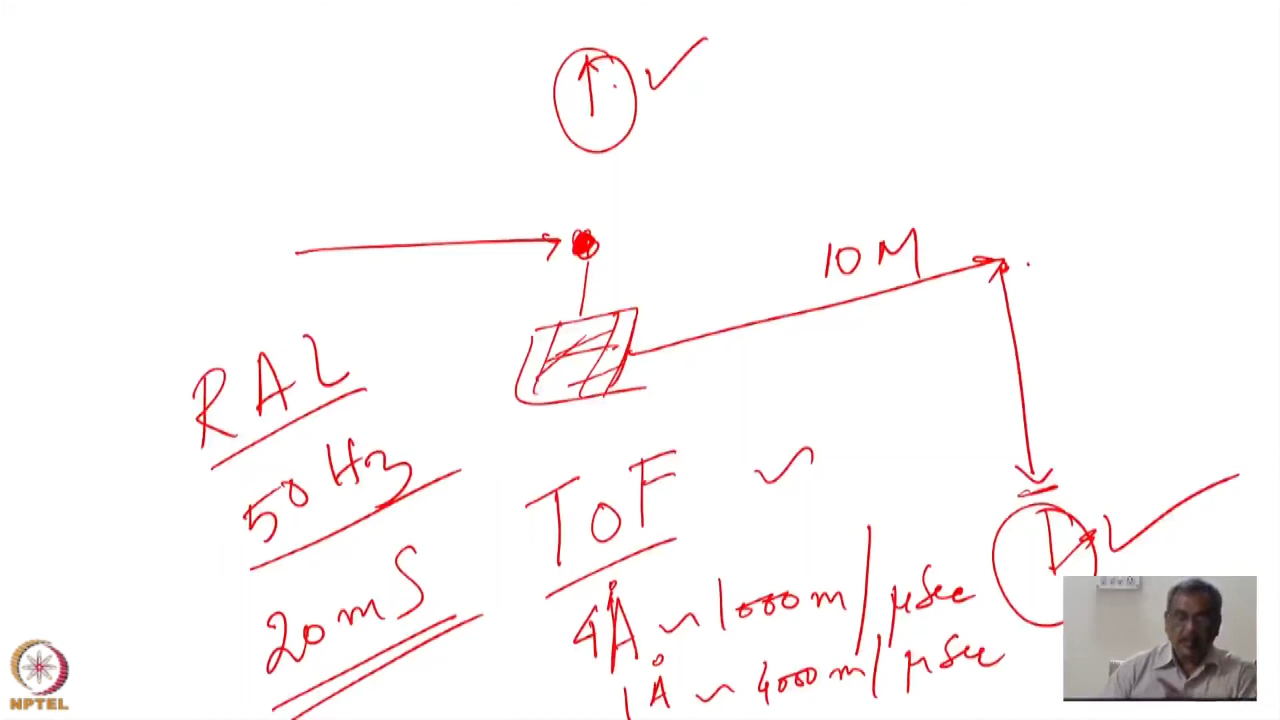 10 M
RAL
50 Hz
20 mS
ToF
4Å ~ 1000 m/μSec
1Å ~ 4000 m/μSec
NPTEL